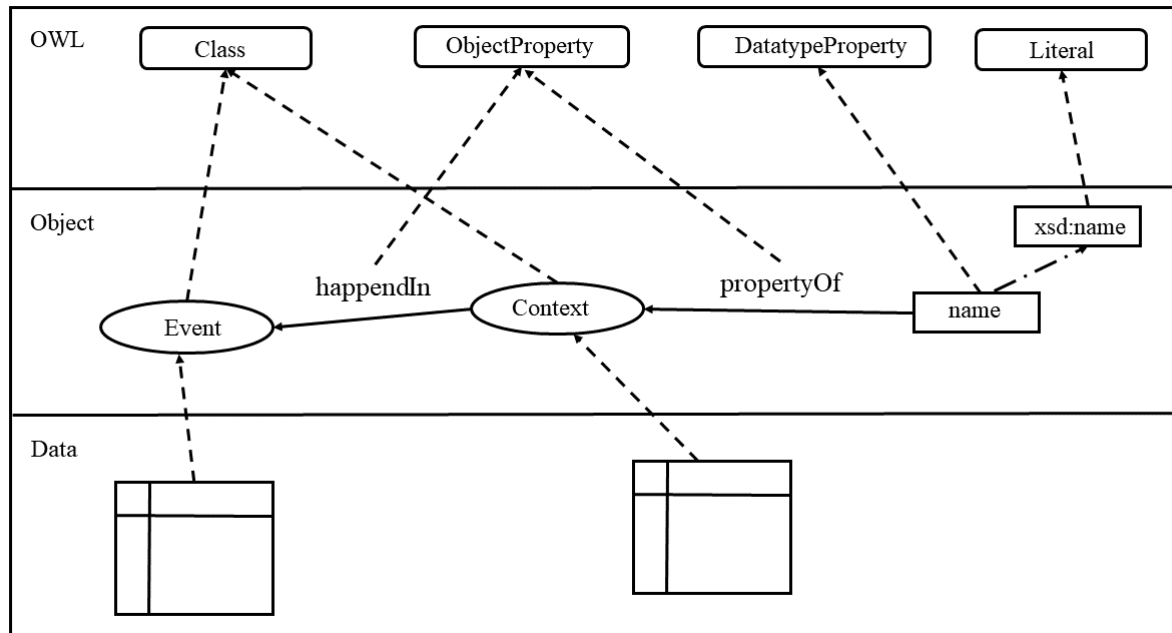 OWL
Class
ObjectProperty
DatatypeProperty
Literal
Object
xsd:name
happendIn
propertyOf
Event
Context
name
Data